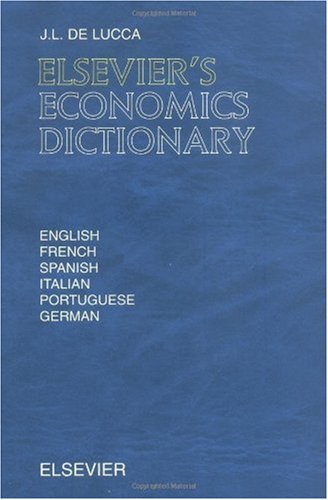 J.L. DE LUCCA
ELSEVIER'S
ECONOMICS
DICTIONARY
ENGLISH
FRENCH
SPANISH
ITALIAN
PORTUGUESE
GERMAN
ELSEVIER